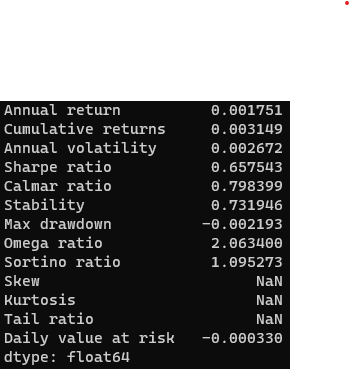 Annual return 0.001751
Cumulative returns 0.003149
Annual volatility 0.002672
Sharpe ratio 0.657543
Calmar ratio 0.798399
Stability 0.731946
Max drawdown -0.002193
Omega ratio 2.063400
Sortino ratio 1.095273
Skew NaN
Kurtosis NaN
Tail ratio NaN
Daily value at risk -0.000330
dtype: float64